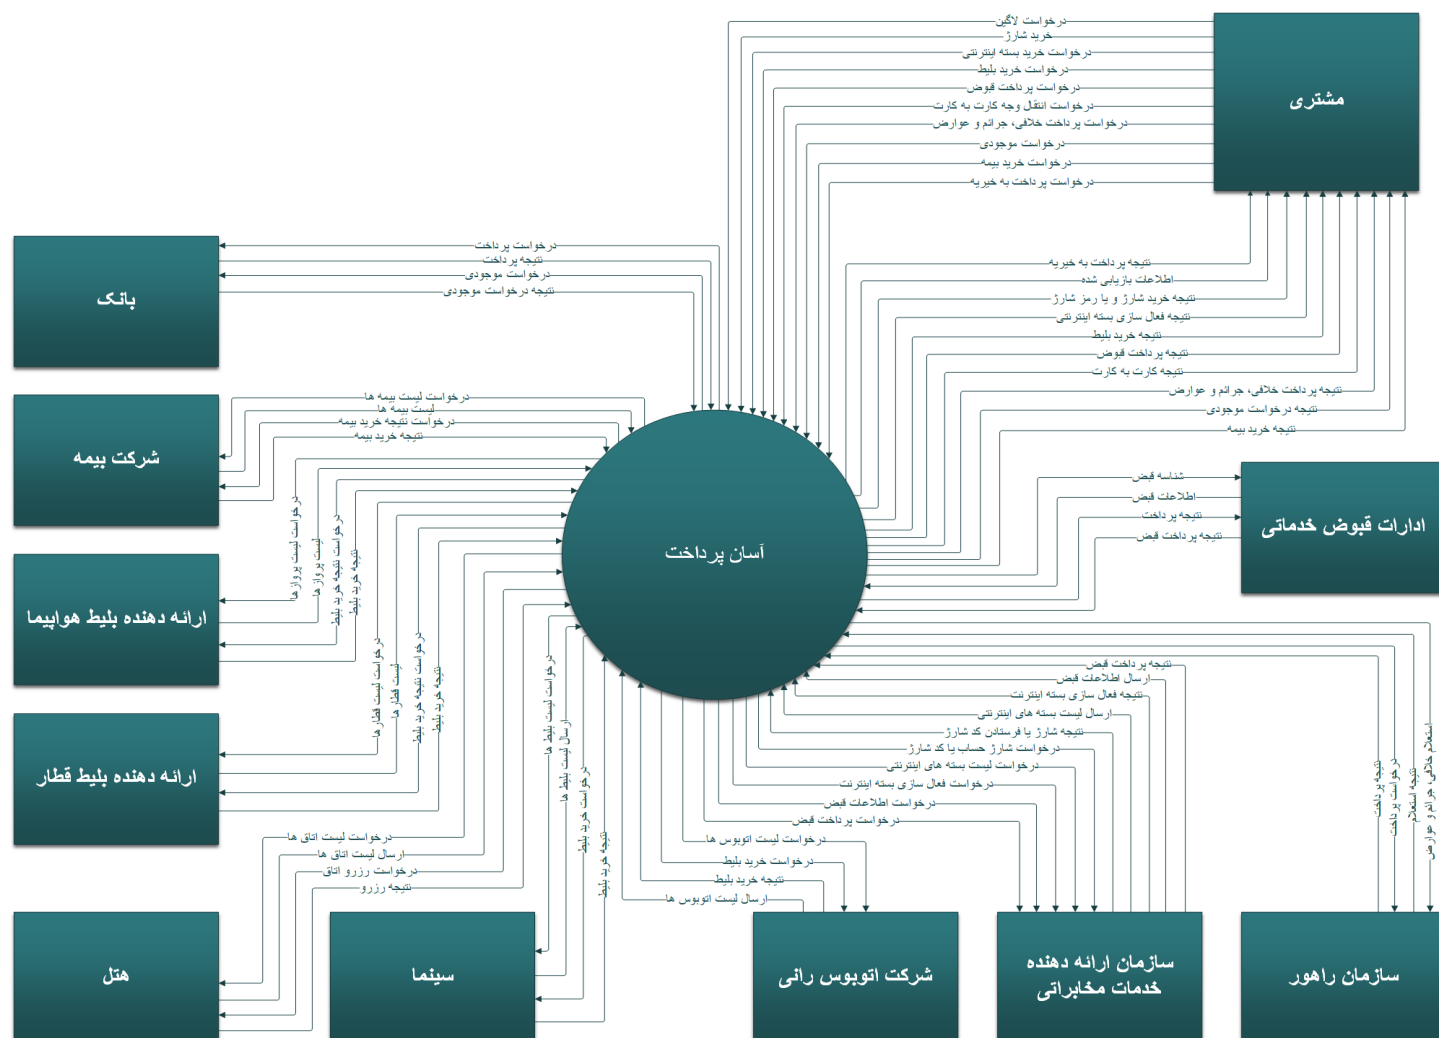 مشتری
درخواست لاگین
خرید شارژ
درخواست خرید بسته اینترنتی
درخواست خرید بلیط
درخواست پرداخت قبوض
درخواست انتقال وجه کارت به کارت
درخواست پرداخت خلافی، جرائم و عوارض
درخواست موجودی
درخواست خرید بیمه
درخواست پرداخت به خیریه
نتیجه پرداخت به خیریه
اطلاعات بازیابی شده
نتیجه خرید شارژ و یا رمز شارژ
نتیجه فعال سازی بسته اینترنتی
نتیجه خرید بلیط
نتیجه پرداخت قبوض
نتیجه کارت به کارت
نتیجه پرداخت خلافی، جرائم و عوارض
نتیجه درخواست موجودی
نتیجه خرید بیمه
بانک
درخواست پرداخت
نتیجه پرداخت
درخواست موجودی
نتیجه درخواست موجودی
شرکت بیمه
درخواست لیست بیمه ها
لیست بیمه ها
درخواست نتیجه خرید بیمه
نتیجه خرید بیمه
آسان پرداخت
ادارات قبوض خدماتی
شناسه قبض
اطلاعات قبض
نتیجه پرداخت
نتیجه پرداخت قبض
ارائه دهنده بلیط هواپیما
درخواست لیست پروازها
لیست پروازها
درخواست نتیجه خرید بلیط
نتیجه خرید بلیط
ارائه دهنده بلیط قطار
درخواست لیست قطارها
لیست قطارها
درخواست نتیجه خرید بلیط
نتیجه خرید بلیط
هتل
درخواست لیست اتاق ها
ارسال لیست اتاق ها
درخواست رزرو اتاق
نتیجه رزرو
سینما
درخواست لیست بلیط ها
ارسال لیست بلیط ها
درخواست خرید بلیط
نتیجه خرید بلیط
شرکت اتوبوس رانی
درخواست لیست اتوبوس ها
درخواست خرید بلیط
نتیجه خرید بلیط
ارسال لیست اتوبوس ها
سازمان ارائه دهنده
خدمات مخابراتی
نتیجه پرداخت قبض
ارسال اطلاعات قبض
نتیجه فعال سازی بسته اینترنت
ارسال لیست بسته های اینترنتی
نتیجه شارژ یا فرستادن کد شارژ
درخواست شارژ حساب یا کد شارژ
درخواست لیست بسته های اینترنتی
درخواست فعال سازی بسته اینترنت
درخواست اطلاعات قبض
درخواست پرداخت قبض
سازمان راهور
نتیجه پرداخت
درخواست پرداخت
نتیجه استعلام
استعلام خلافی، جرائم و عوارض